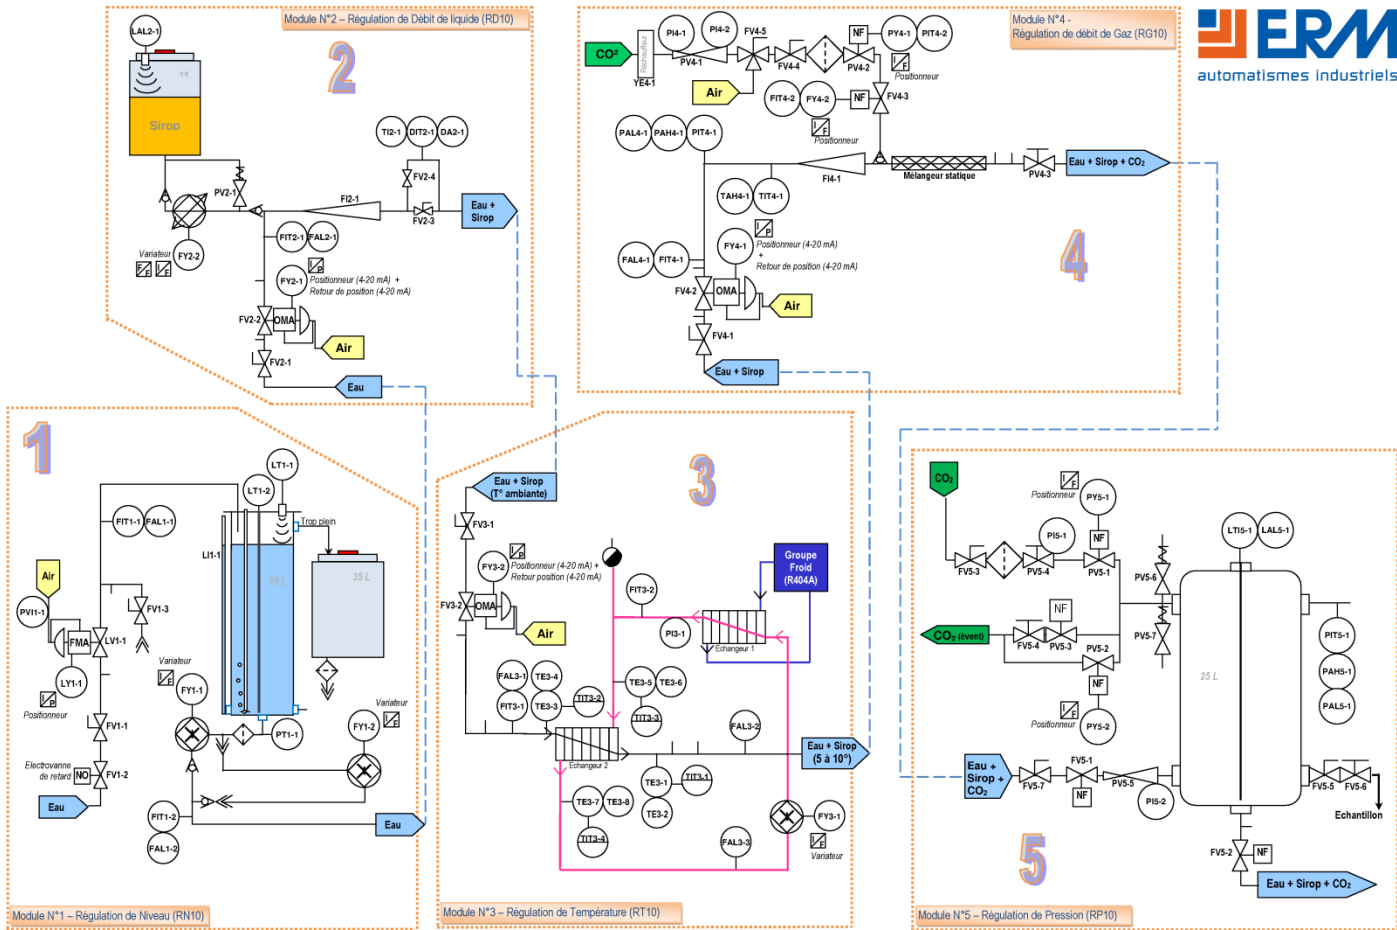 Module N°2 – Régulation de Débit de liquide (RD10)
2
LAL2-1
Sirop
PV2-1
TI2-1
DIT2-1
DA2-1
PV2-4
FV2-3
FI2-1
Eau +
Sirop
FIT2-1
FAL2-1
Variateur
FY2-2
FY2-1
I
P
Positionneur (4-20 mA) +
Retour de position (4-20 mA)
FV2-2
OMA
Air
FV2-1
Eau
Module N°4 -
Régulation de débit de Gaz (RG10)
4
ERM
automatismes industriels
CO²
Réchauffeur
YE4-1
PI4-1
PI4-2
PV4-1
FV4-5
FV4-4
Air
NF
PV4-2
PY4-1
PIT4-2
I
F
Positionneur
FIT4-2
FY4-2
NF
FV4-3
I
F
Positionneur
PAL4-1
PAH4-1
PIT4-1
FI4-1
Mélangeur statique
PV4-3
Eau + Sirop + CO₂
TAH4-1
TIT4-1
FY4-1
I
P
Positionneur (4-20 mA)
+
Retour de position (4-20 mA)
FAL4-1
FIT4-1
FV4-2
OMA
Air
FV4-1
Eau + Sirop
1
LT1-1
LT1-2
Trop plein
FIT1-1
FAL1-1
LI1-1
25 L
35 L
Air
PVI1-1
FMA
LV1-1
FV1-3
LY1-1
I
P
Positionneur
FV1-1
Electrovanne
de retard
NO
FV1-2
Eau
Variateur
I
F
FY1-1
PT1-1
Variateur
I
F
FY1-2
FIT1-2
FAL1-2
Eau
Module N°1 – Régulation de Niveau (RN10)
3
Eau + Sirop
(T° ambiante)
FV3-1
FY3-2
I
P
Positionneur (4-20 mA) +
Retour position (4-20 mA)
FV3-2
OMA
Air
Groupe
Froid
(R404A)
FIT3-2
PI3-1
Echangeur 1
FAL3-1
TE3-4
FIT3-1
TE3-3
TIT3-2
TE3-5
TE3-6
TIT3-3
Echangeur 2
FAL3-2
Eau + Sirop
(5 à 10°)
TE3-1
TIT3-1
TE3-2
TE3-7
TE3-8
TIT3-4
FY3-1
I
F
Variateur
FAL3-3
Module N°3 – Régulation de Température (RT10)
5
CO₂
I
F
Positionneur
PY5-1
PI5-1
NF
FV5-3
PV5-4
PV5-1
PV5-6
LTI5-1
LAL5-1
CO₂ (évent)
NF
FV5-4
PV5-3
PV5-2
PV5-7
NF
I
F
Positionneur
PY5-2
25 L
PIT5-1
PAH5-1
PAL5-1
Eau +
Sirop +
CO₂
FV5-7
FV5-1
NF
PV5-5
PI5-2
FV5-5
FV5-6
Echantillon
FV5-2
NF
Eau + Sirop + CO₂
Module N°5 – Régulation de Pression (RP10)